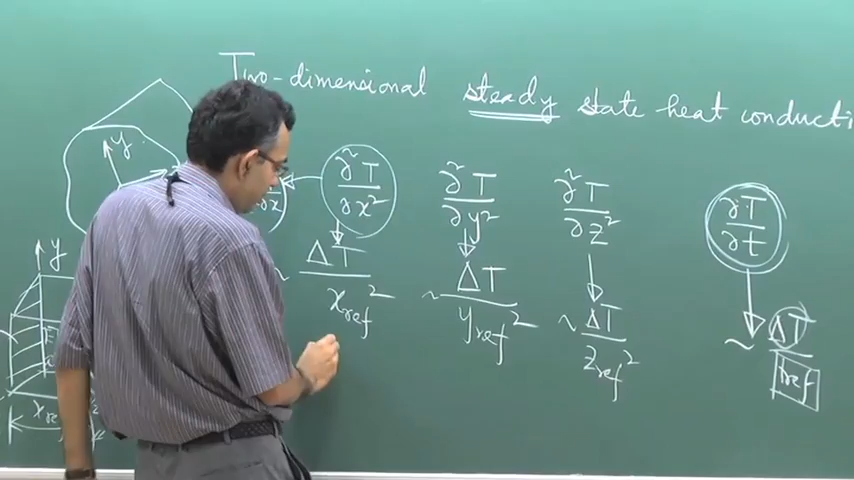 Two-dimensional steady state heat conducti
y
∂²T ∂²T ∂²T ∂T
∂x ∂x² ∂y² ∂z² ∂t
y
ΔT ~ ΔT ~ ΔT ~ ΔT
x_ref² y_ref² z_ref² t_ref